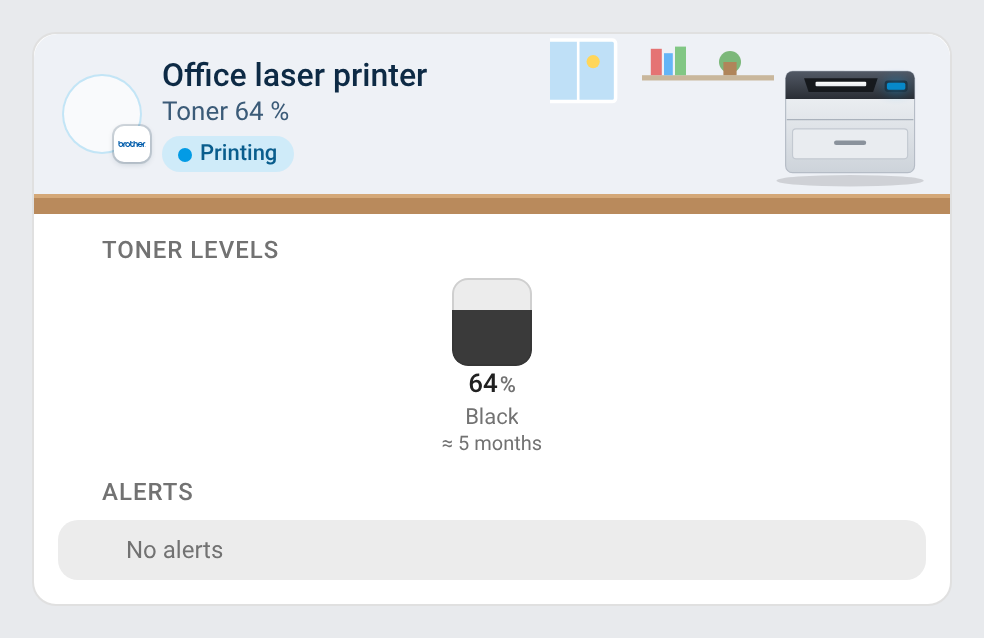 Office laser printer
Toner 64 %
brother
Printing
TONER LEVELS
64%
Black
≈ 5 months
ALERTS
No alerts